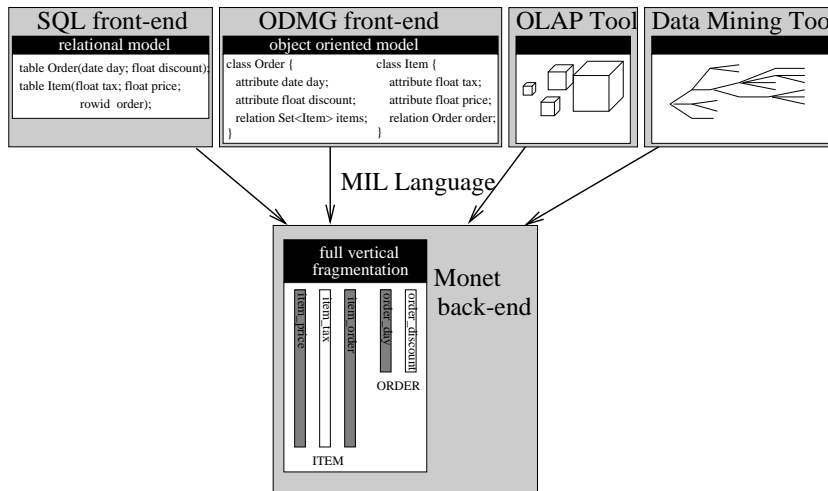 SQL front-end
relational model
table Order(date day; float discount);
table Item(float tax; float price;
rowid order);
ODMG front-end
object oriented model
class Order {
attribute date day;
attribute float discount;
relation Set<Item> items;
}
class Item {
attribute float tax;
attribute float price;
relation Order order;
}
OLAP Tool
Data Mining Too
MIL Language
full vertical
fragmentation
item_price
item_tax
item_order
order_day
order_discount
ORDER
ITEM
Monet
back-end